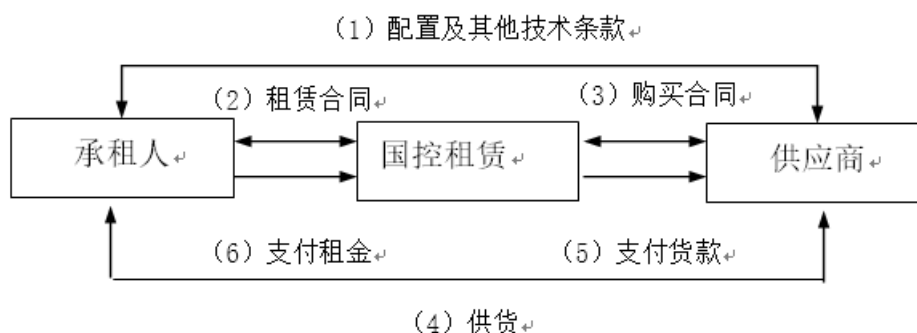 （1）配置及其他技术条款
（2）租赁合同
（3）购买合同
承租人
国控租赁
供应商
（6）支付租金
（5）支付货款
（4）供货